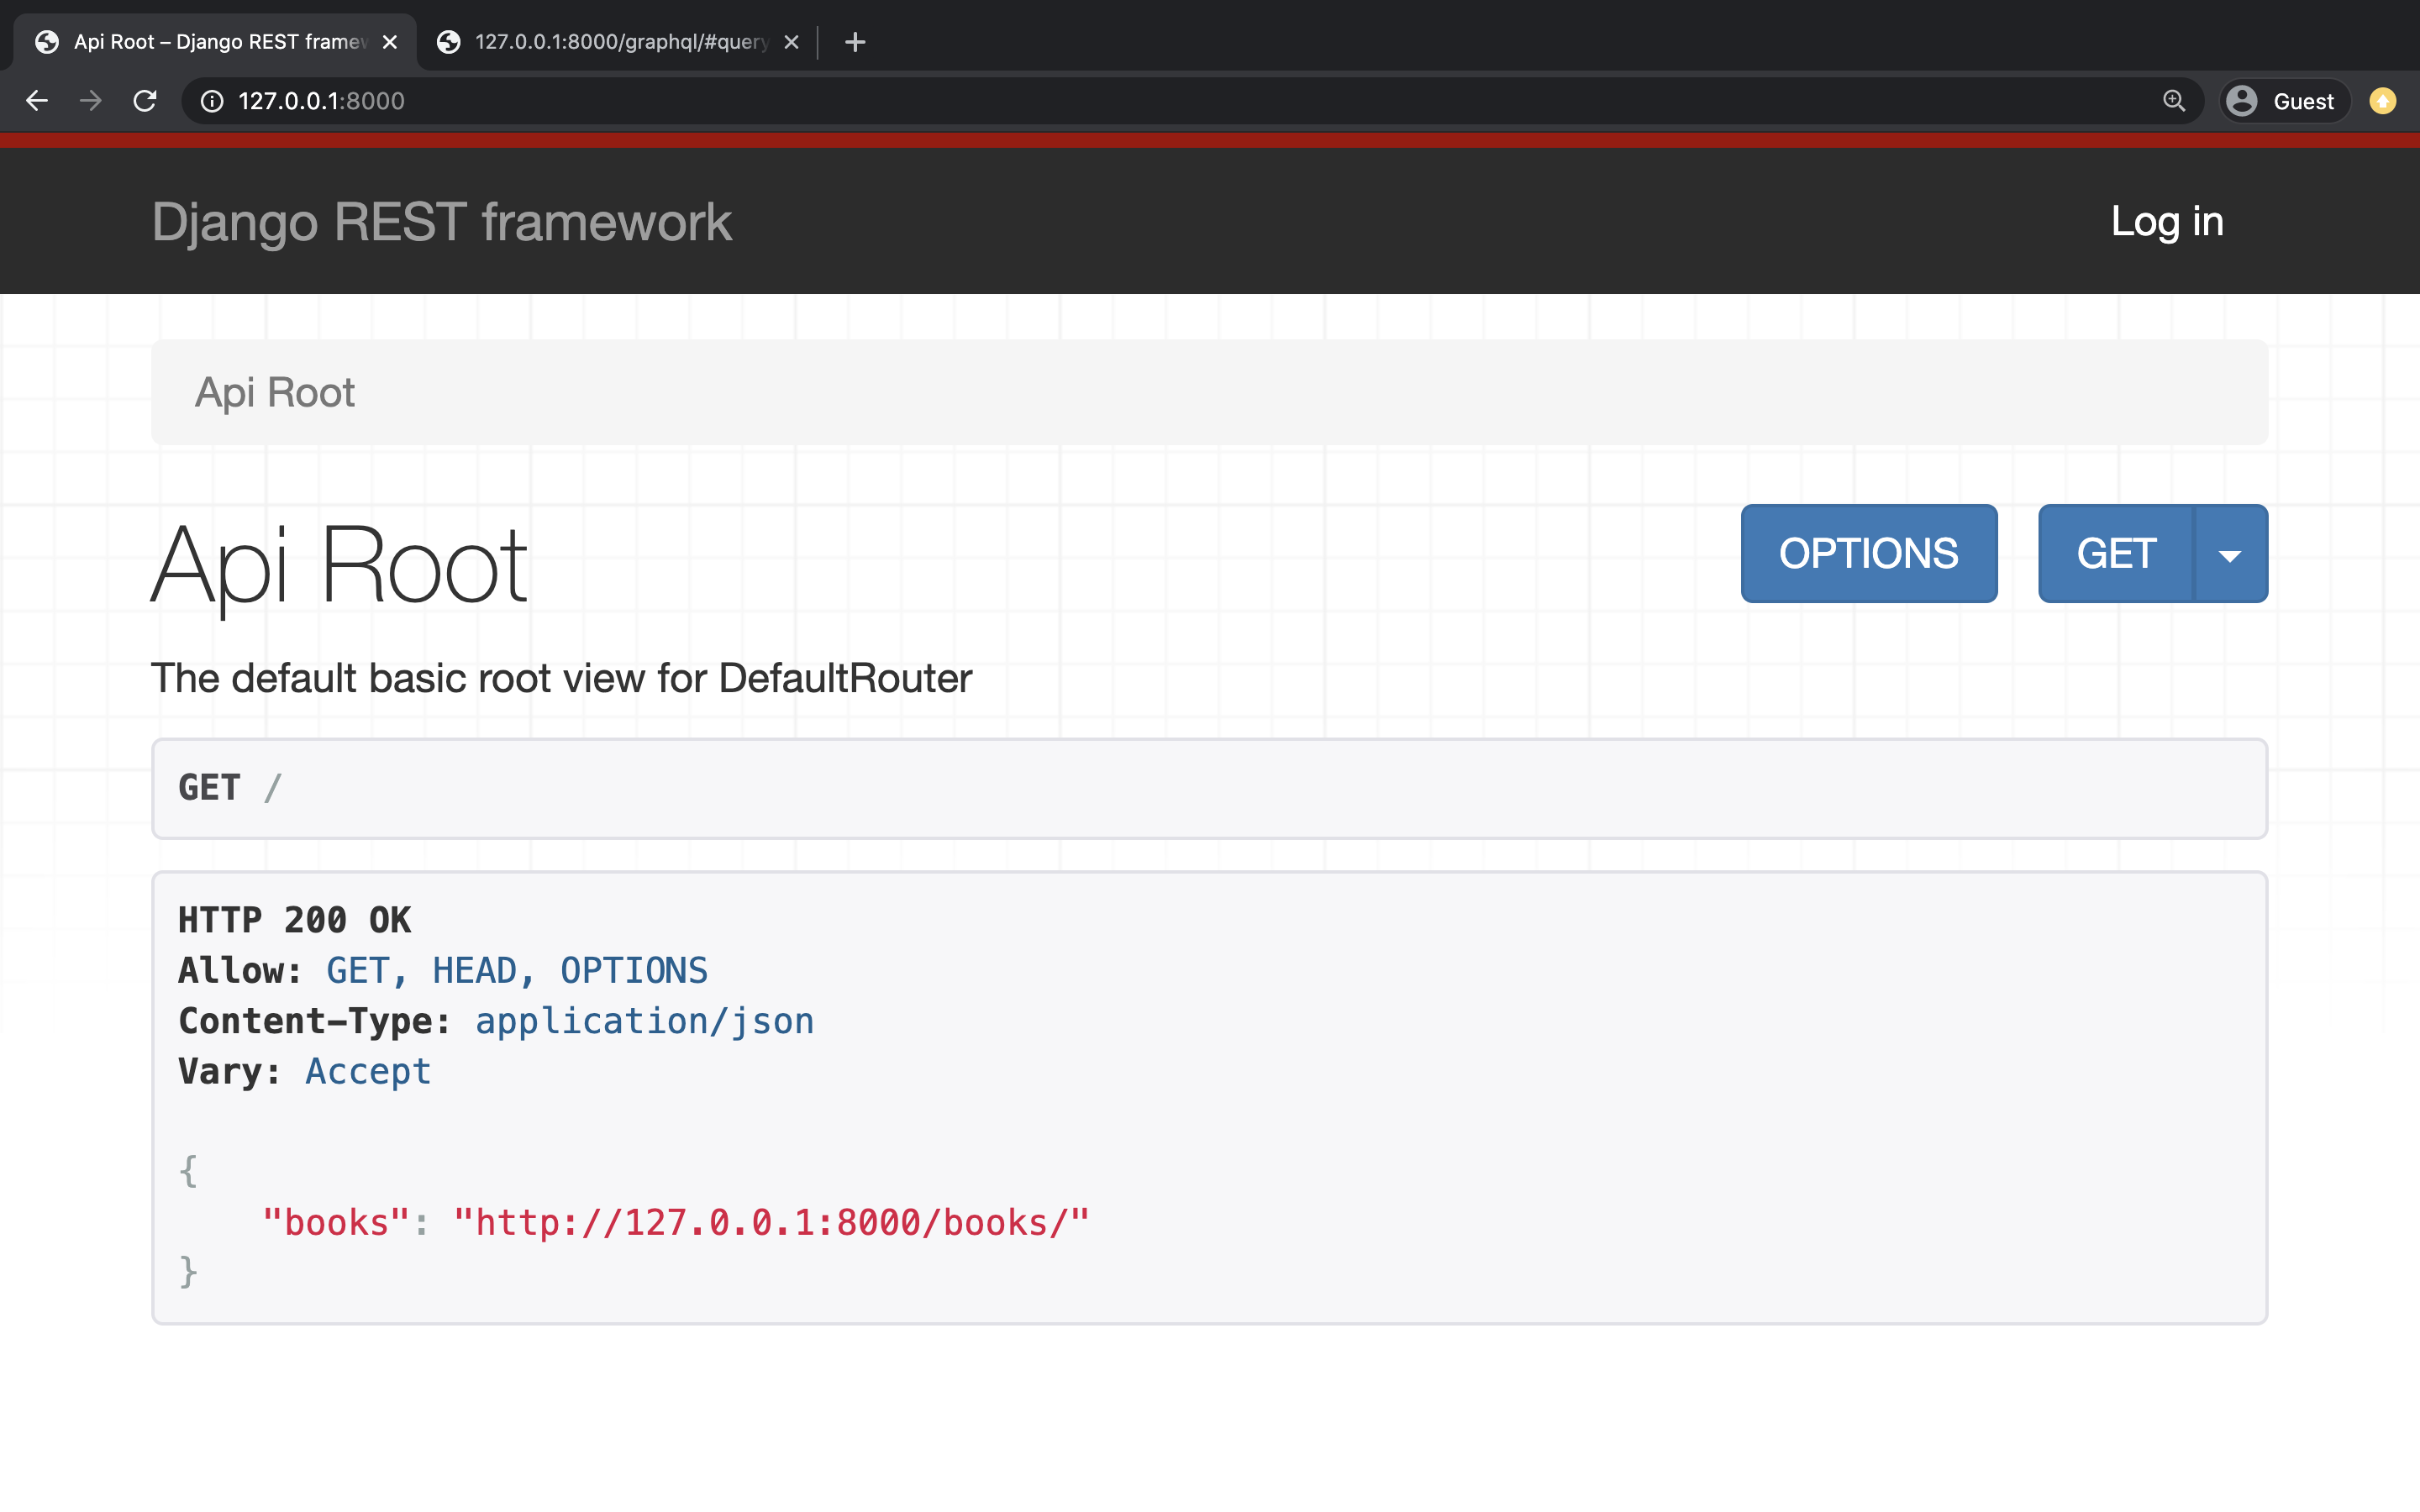 Api Root – Django REST framew
127.0.0.1:8000/graphql/#query
127.0.0.1:8000
Guest
Django REST framework
Log in
Api Root
Api Root
OPTIONS
GET
The default basic root view for DefaultRouter
GET /
HTTP 200 OK
Allow: GET, HEAD, OPTIONS
Content-Type: application/json
Vary: Accept
{
    "books": "http://127.0.0.1:8000/books/"
}